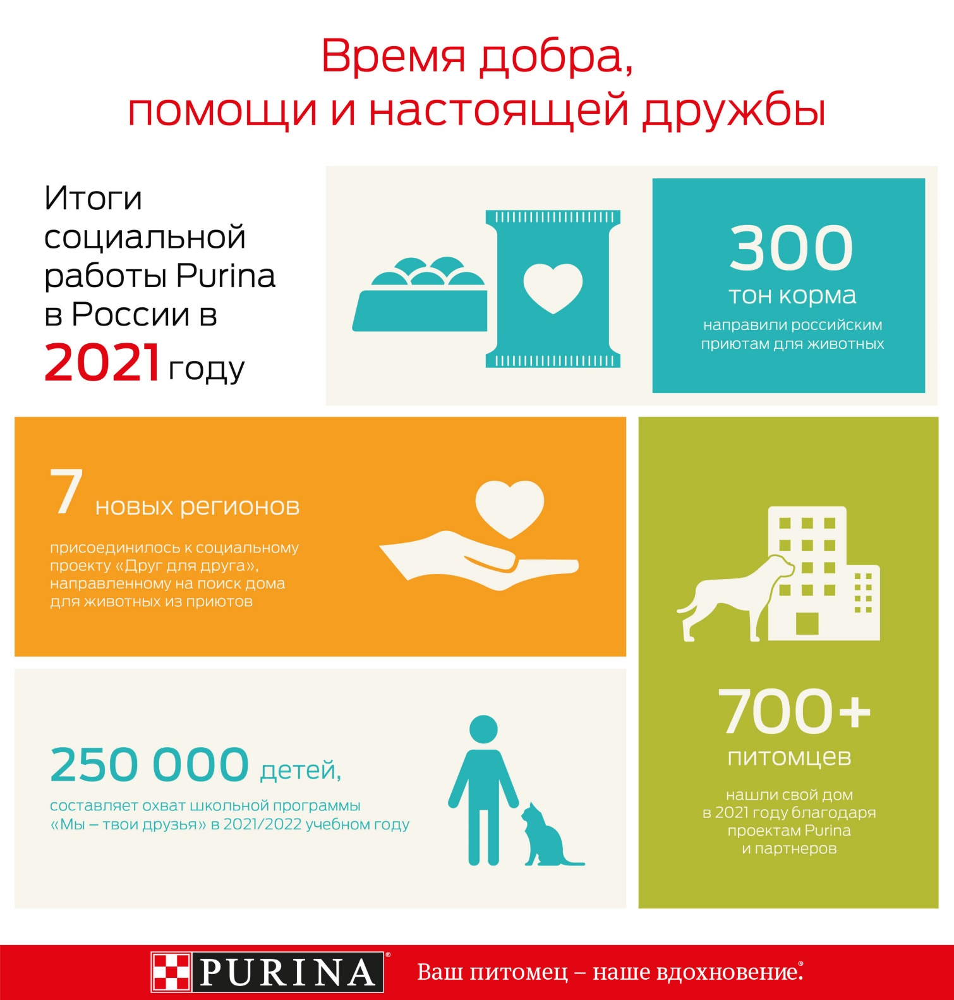 Время добра,
помощи и настоящей дружбы
Итоги
социальной
работы Purina
в России в
2021 году
300
тон корма
направили российским
приютам для животных
7 новых регионов
присоединилось к социальному
проекту «Друг для друга»,
направленному на поиск дома
для животных из приютов
250 000 детей,
составляет охват школьной программы
«Мы – твои друзья» в 2021/2022 учебном году
700+
питомцев
нашли свой дом
в 2021 году благодаря
проектам Purina
и партнеров
PURINA®
Ваш питомец – наше вдохновение.®